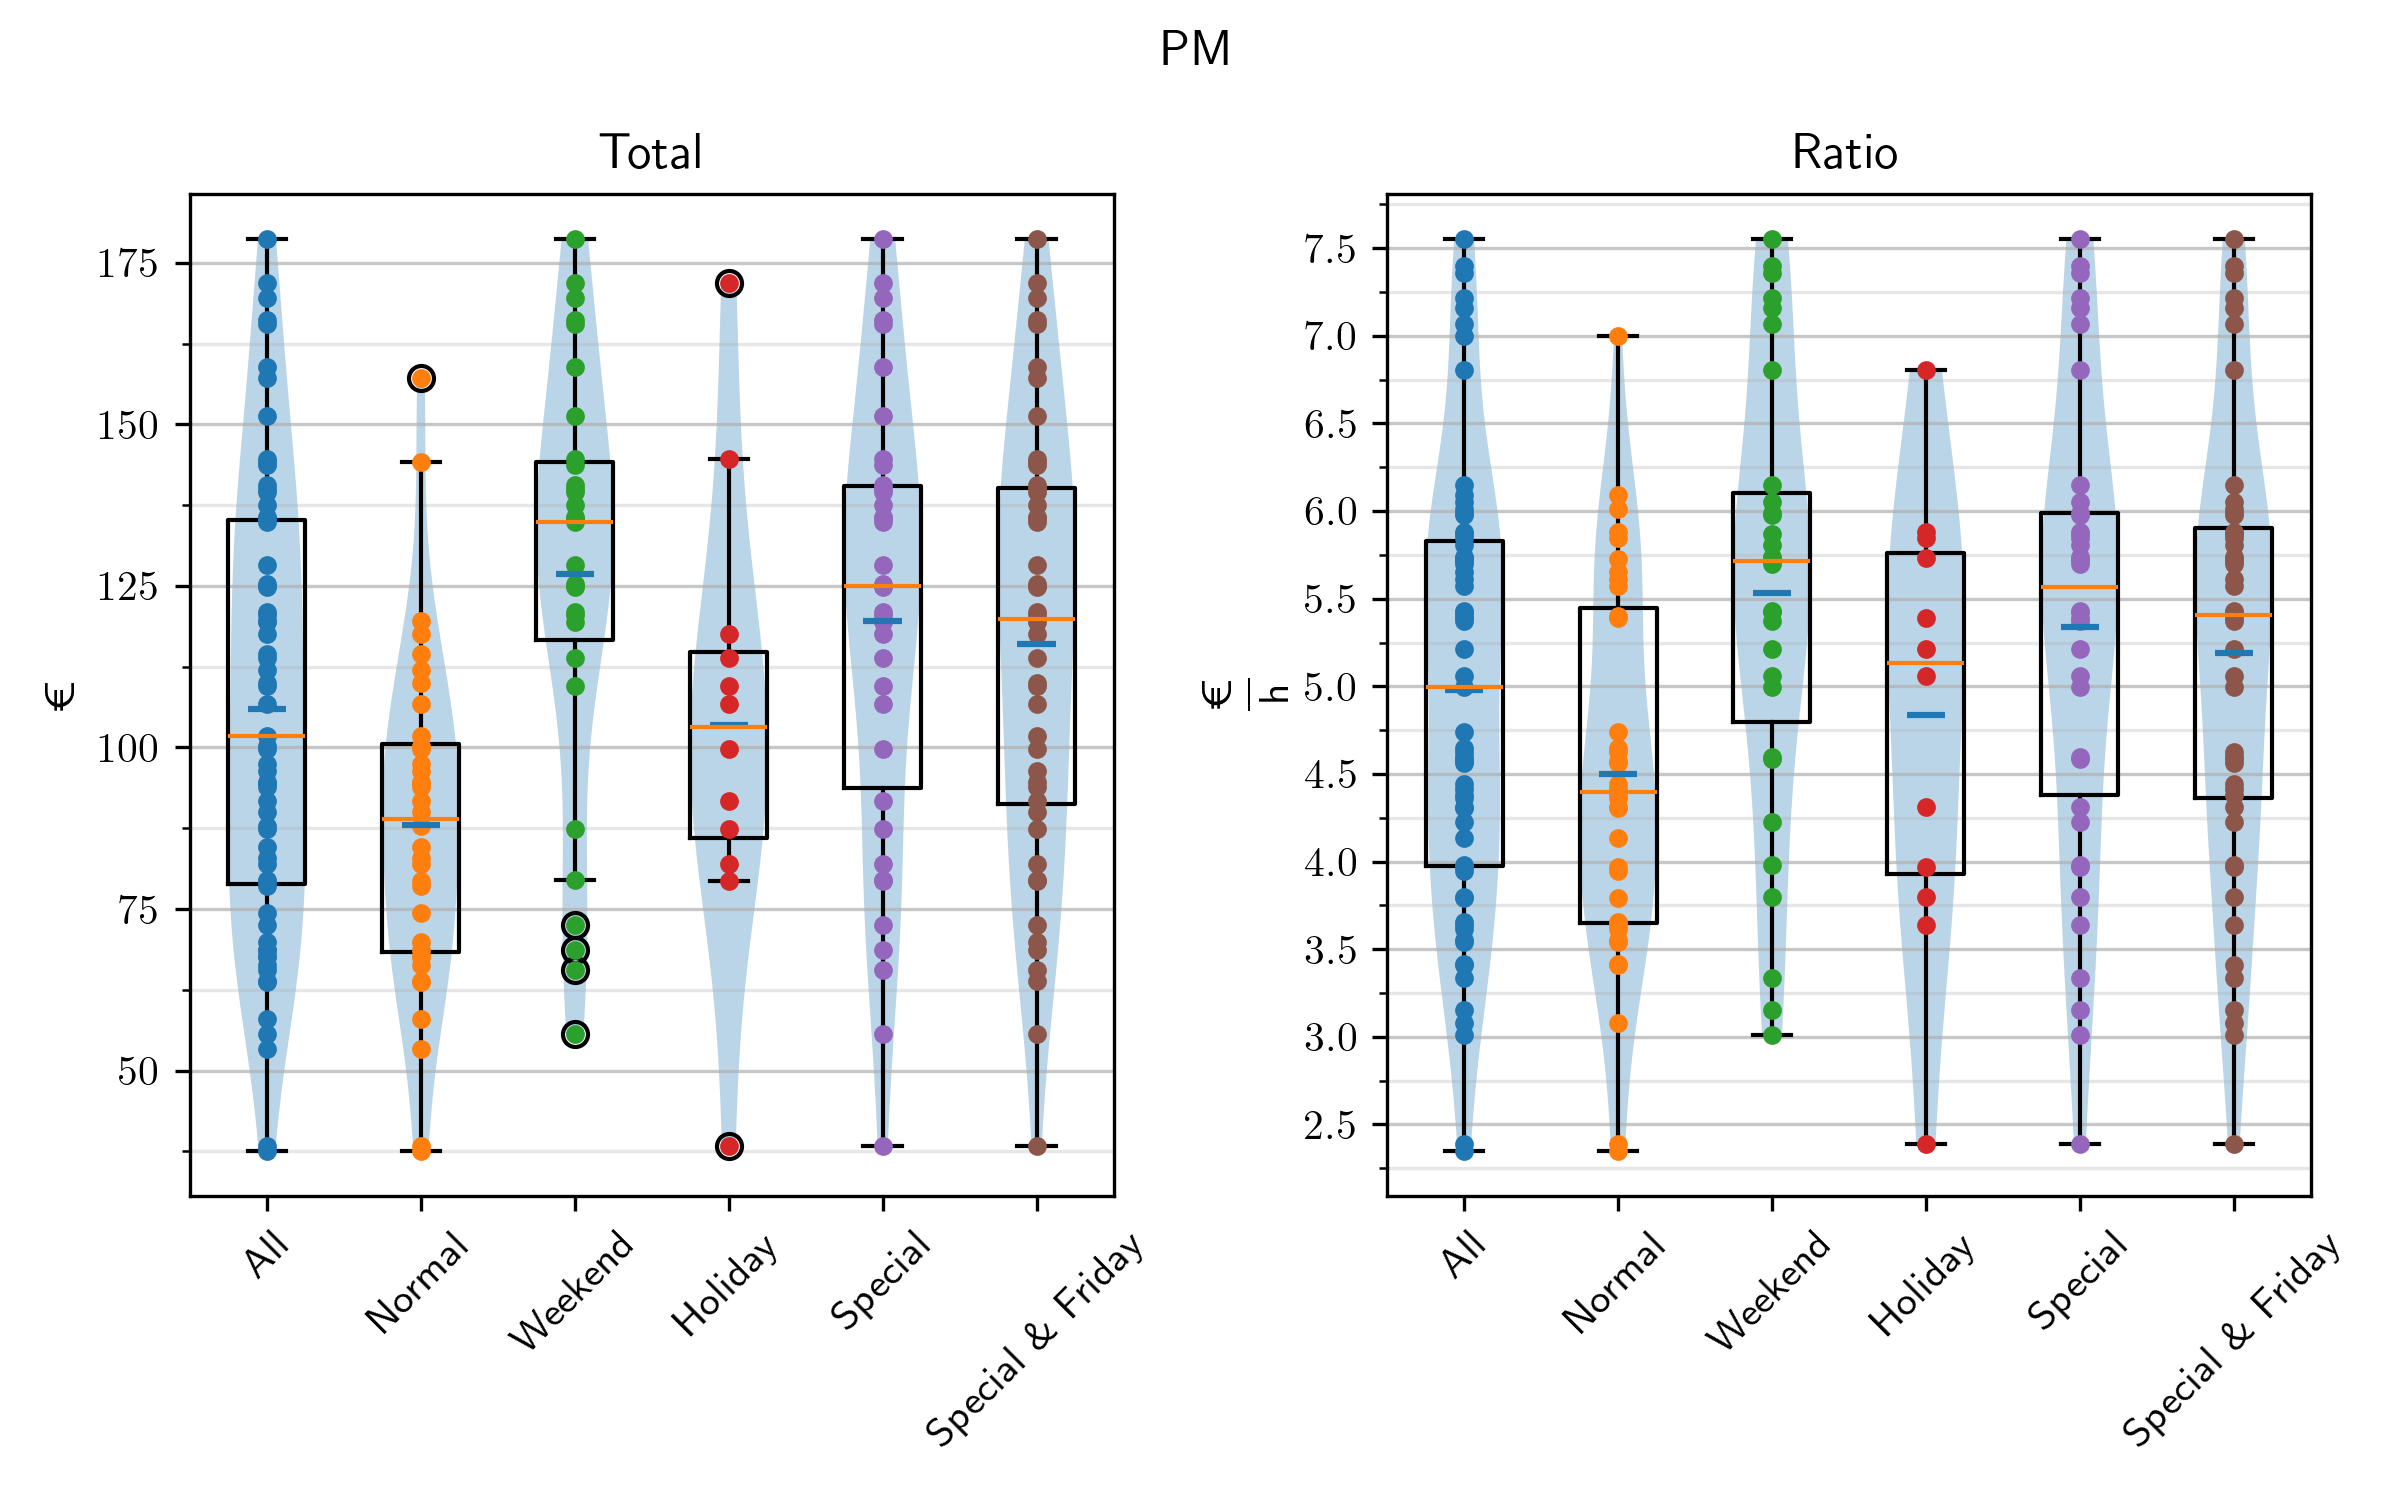 PM
Total
€
175
150
125
100
75
50
All
Normal
Weekend
Holiday
Special
Special & Friday
Ratio
€
h
7.5
7.0
6.5
6.0
5.5
5.0
4.5
4.0
3.5
3.0
2.5
All
Normal
Weekend
Holiday
Special
Special & Friday